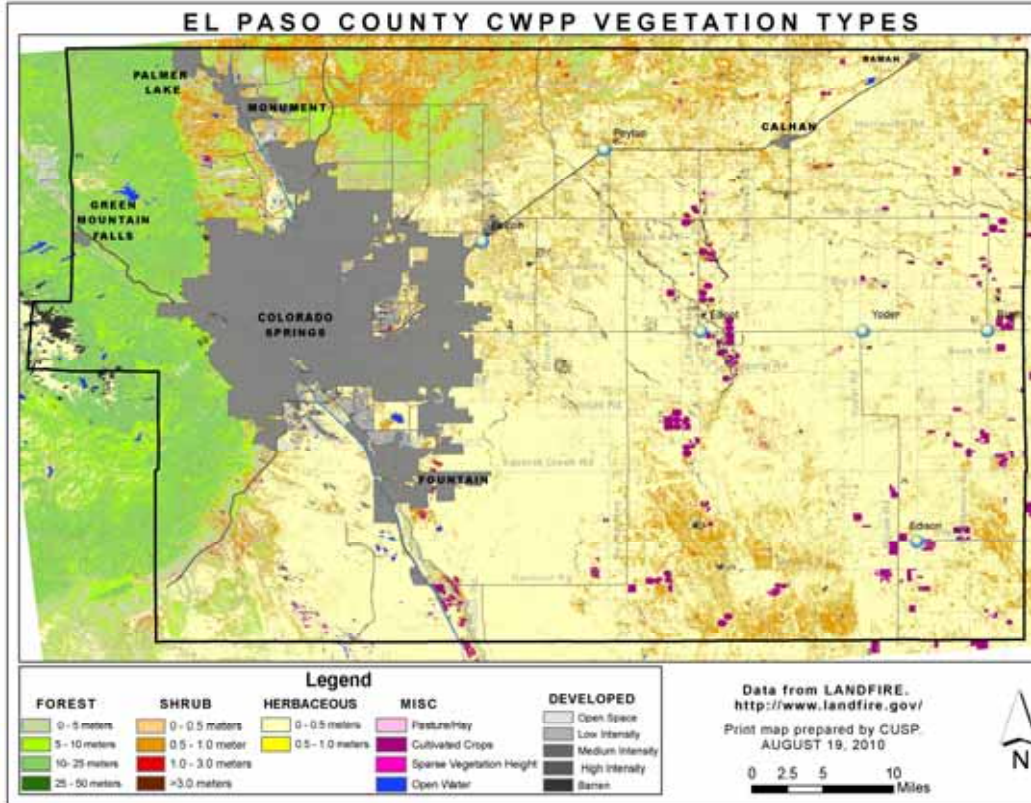 EL PASO COUNTY CWPP VEGETATION TYPES
PALMER
LAKE
MONUMENT
RAMAH
CALHAN
Peyton
GREEN
MOUNTAIN
FALLS
Falcon
COLORADO
SPRINGS
Ellicot
Yoder
FOUNTAIN
Squirrel Creek Rd
Edison
Legend
FOREST
0 - 5 meters
5 - 10 meters
10- 25 meters
25 - 50 meters
SHRUB
0 - 0.5 meters
0.5 - 1.0 meter
1.0 - 3.0 meters
>3.0 meters
HERBACEOUS
0 - 0.5 meters
0.5 - 1.0 meters
MISC
Pasture/Hay
Cultivated Crops
Sparse Vegetation Height
Open Water
DEVELOPED
Open Space
Low Intensity
Medium Intensity
High Intensity
Barren
Data from LANDFIRE.
http://www.landfire.gov/
Print map prepared by CUSP.
AUGUST 19, 2010
0 2.5 5 10
Miles
N